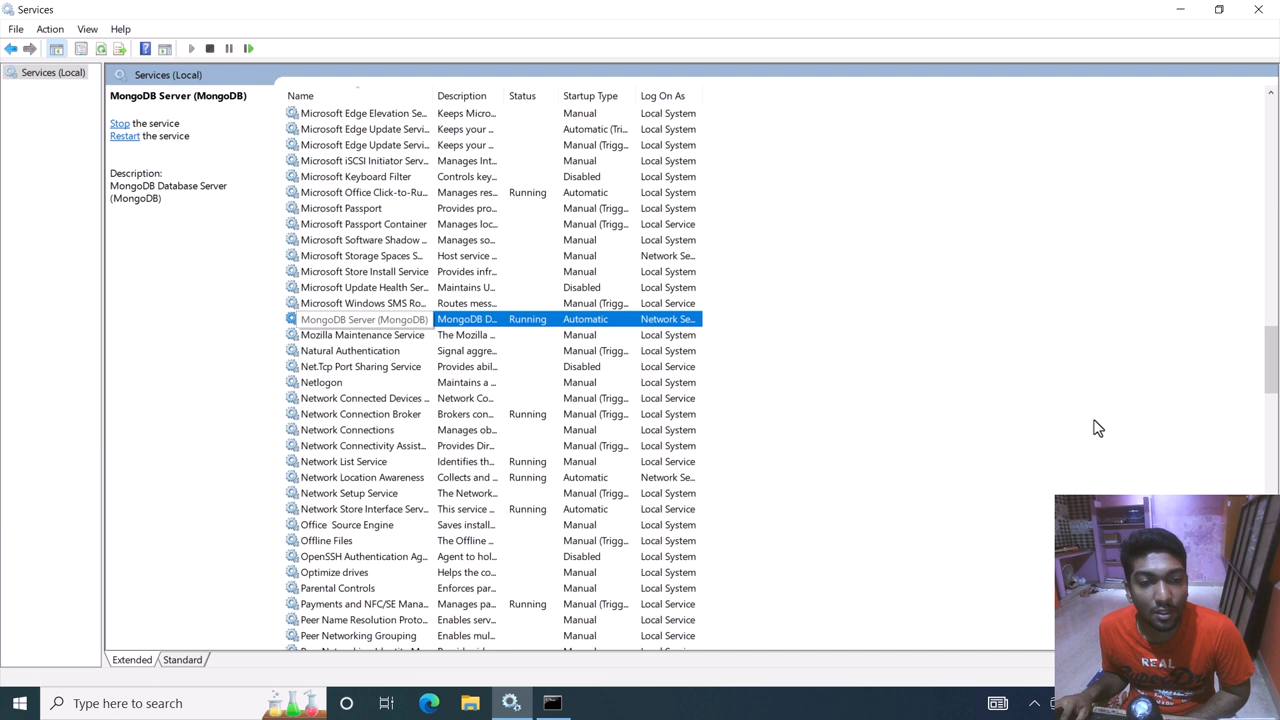 Services
File Action View Help
Services (Local)
Services (Local)
MongoDB Server (MongoDB)
Stop the service
Restart the service
Description:
MongoDB Database Server
(MongoDB)
Name Description Status Startup Type Log On As
Microsoft Edge Elevation Se... Keeps Micro... Manual Local System
Microsoft Edge Update Servi... Keeps your ... Automatic (Tri... Local System
Microsoft Edge Update Servi... Keeps your ... Manual (Trigg... Local System
Microsoft iSCSI Initiator Serv... Manages Int... Manual Local System
Microsoft Keyboard Filter Controls key... Disabled Local System
Microsoft Office Click-to-Ru... Manages res... Running Automatic Local System
Microsoft Passport Provides pro... Manual (Trigg... Local System
Microsoft Passport Container Manages loc... Manual (Trigg... Local Service
Microsoft Software Shadow ... Manages so... Manual Local System
Microsoft Storage Spaces S... Host service ... Manual Network Se...
Microsoft Store Install Service Provides infr... Manual Local System
Microsoft Update Health Ser... Maintains U... Disabled Local System
Microsoft Windows SMS Ro... Routes mess... Manual (Trigg... Local Service
MongoDB Server (MongoDB) MongoDB D... Running Automatic Network Se...
Mozilla Maintenance Service The Mozilla ... Manual Local System
Natural Authentication Signal aggre... Manual (Trigg... Local System
Net.Tcp Port Sharing Service Provides abil... Disabled Local Service
Netlogon Maintains a ... Manual Local System
Network Connected Devices ... Network Co... Manual (Trigg... Local Service
Network Connection Broker Brokers con... Running Manual (Trigg... Local System
Network Connections Manages ob... Manual Local System
Network Connectivity Assist... Provides Dir... Manual (Trigg... Local System
Network List Service Identifies th... Running Manual Local Service
Network Location Awareness Collects and ... Running Automatic Network Se...
Network Setup Service The Network... Manual (Trigg... Local System
Network Store Interface Serv... This service ... Running Automatic Local Service
Office Source Engine Saves install... Manual Local System
Offline Files The Offline ... Manual (Trigg... Local System
OpenSSH Authentication Ag... Agent to hol... Disabled Local System
Optimize drives Helps the co... Manual Local System
Parental Controls Enforces par... Manual Local System
Payments and NFC/SE Mana... Manages pa... Running Manual (Trigg... Local Service
Peer Name Resolution Proto... Enables serv... Manual Local Service
Peer Networking Grouping Enables mul... Manual Local Service
Extended Standard
Type here to search
REAL